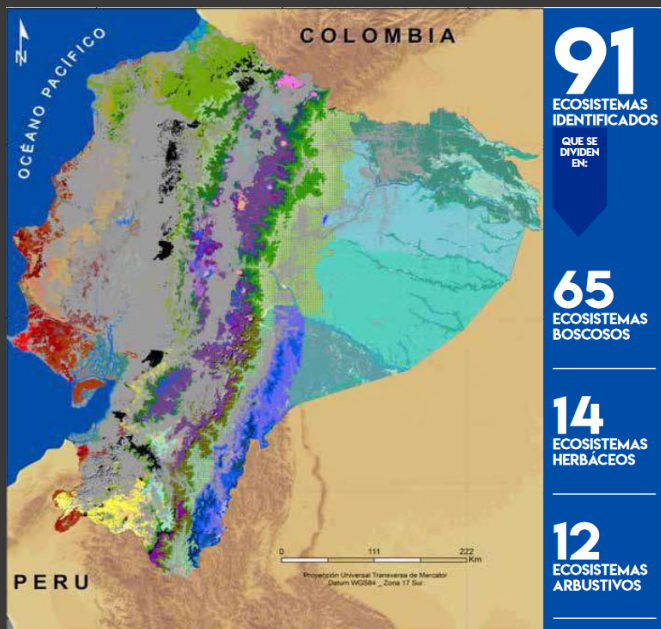 COLOMBIA
OCÉANO PACÍFICO
N
PERU
0 111 222
Km
Proyección Universal Transversa de Mercator
Datum WGS84 _ Zona 17 Sur
91
ECOSISTEMAS
IDENTIFICADOS
QUE SE
DIVIDEN
EN:
65
ECOSISTEMAS
BOSCOSOS
14
ECOSISTEMAS
HERBÁCEOS
12
ECOSISTEMAS
ARBUSTIVOS